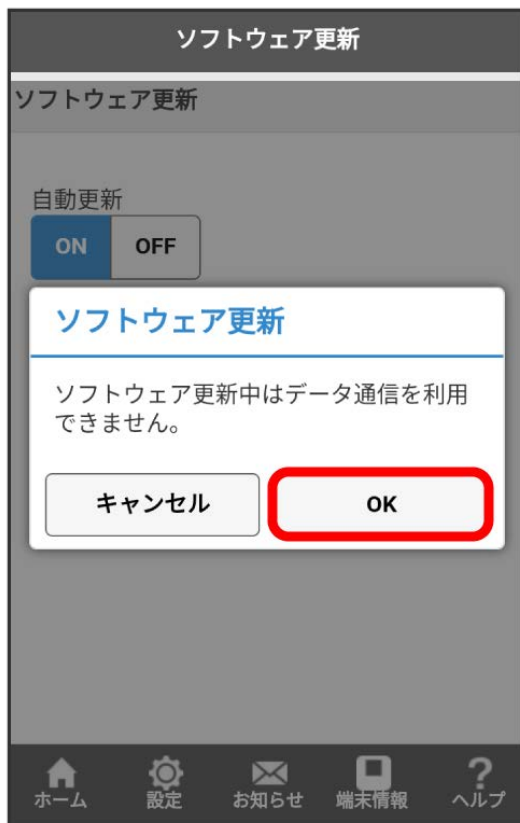 ソフトウェア更新
ソフトウェア更新
自動更新
ON OFF
ソフトウェア更新
ソフトウェア更新中はデータ通信を利用
できません。
キャンセル OK
ホーム 設定 お知らせ 端末情報 ヘルプ